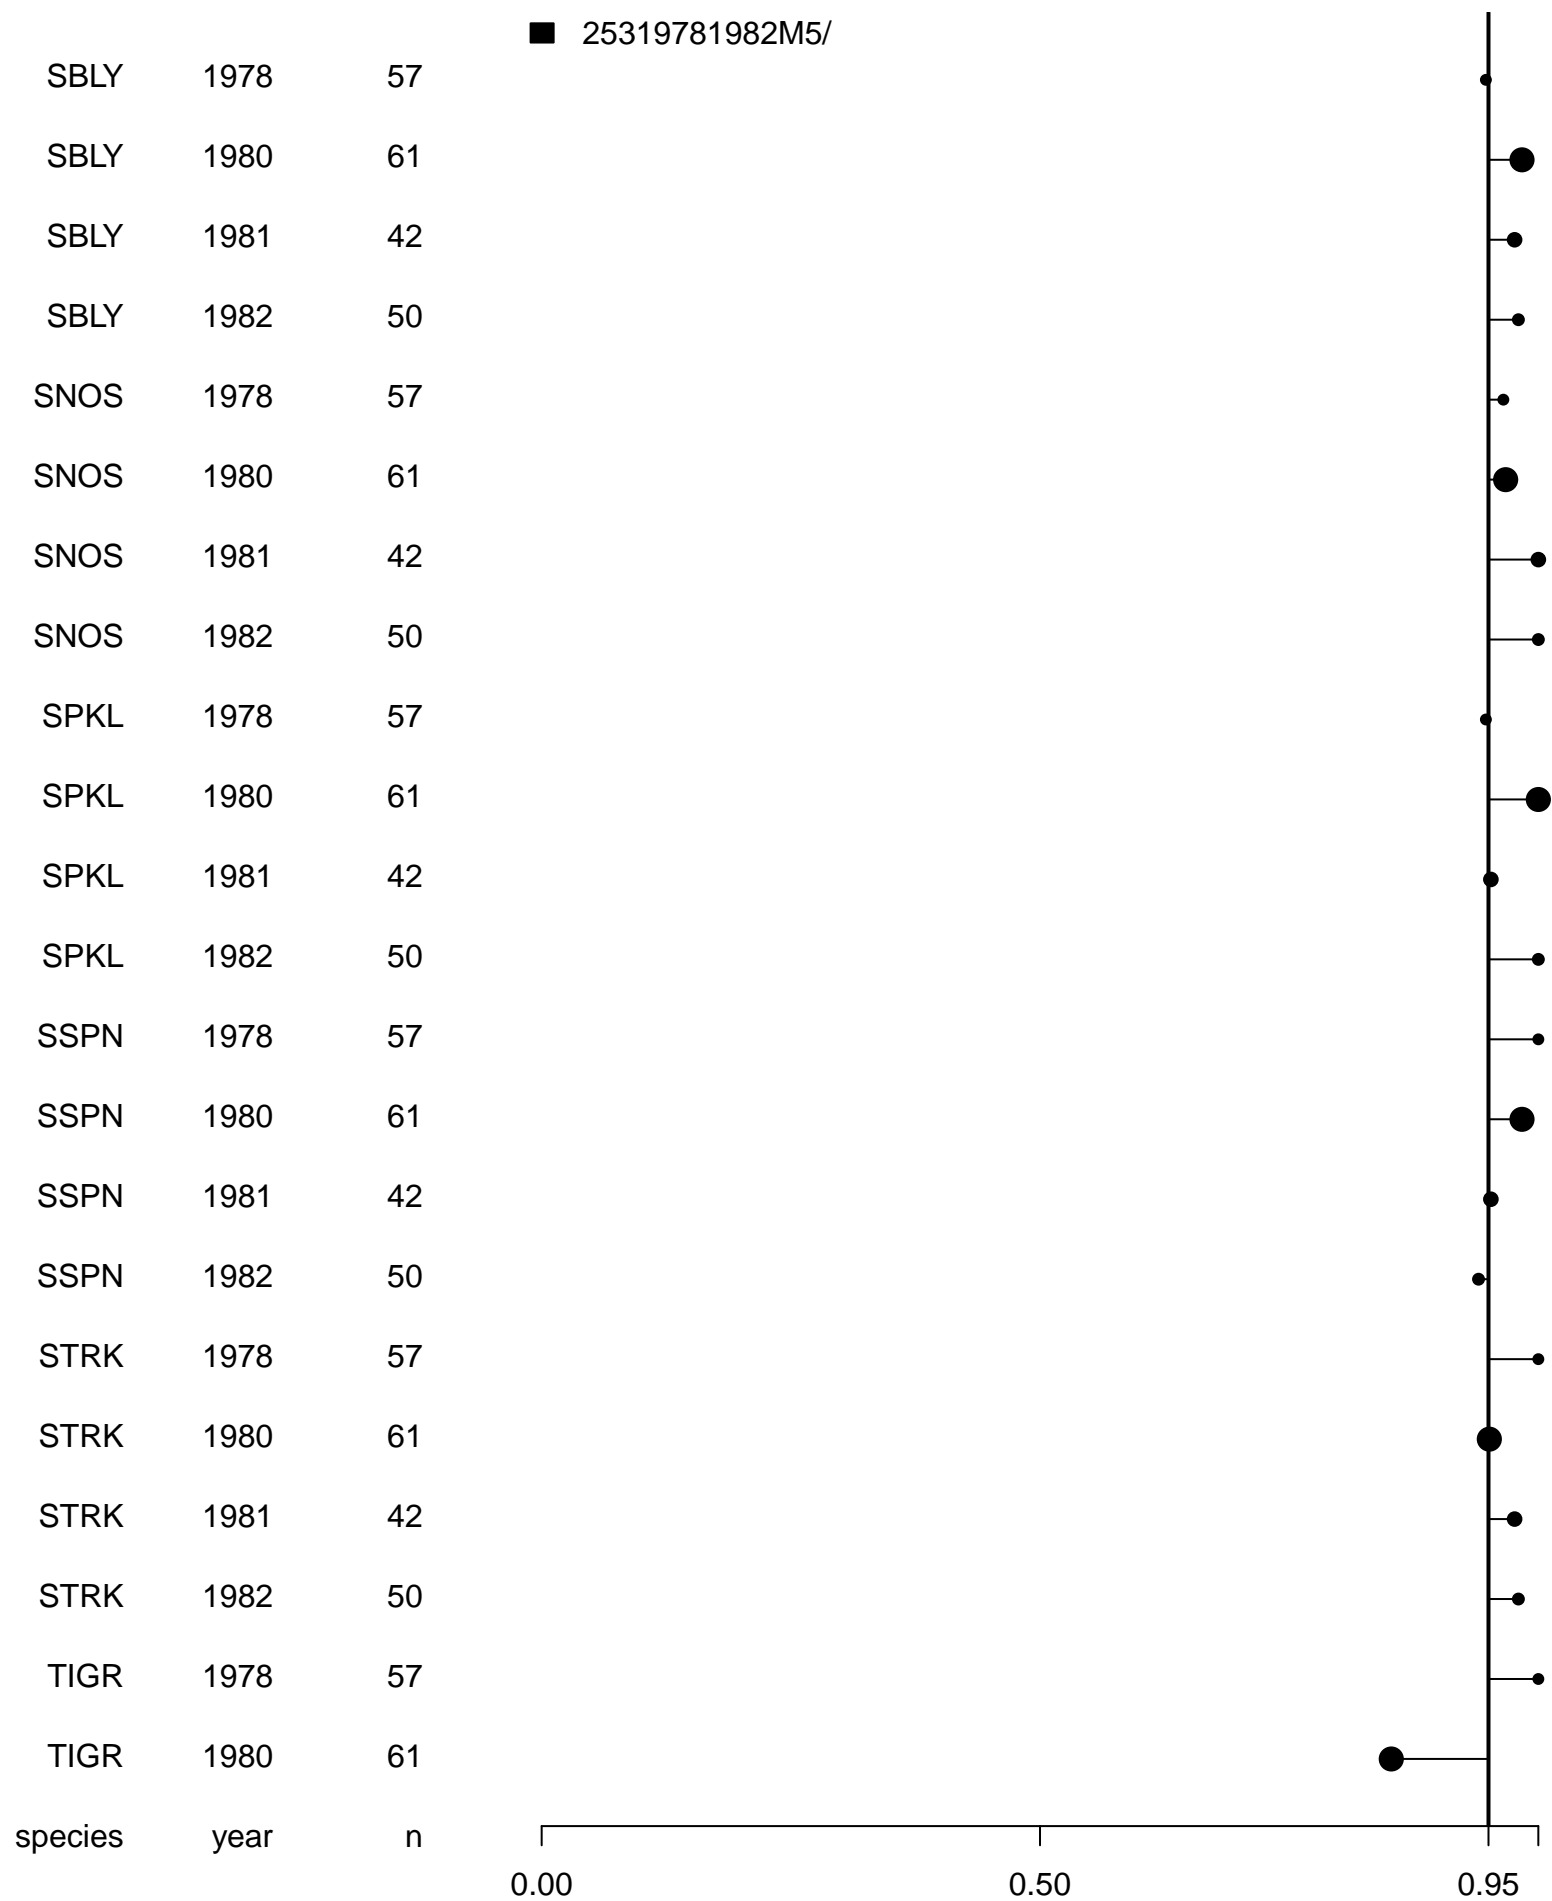 25319781982M5/
SBLY 1978 57
SBLY 1980 61
SBLY 1981 42
SBLY 1982 50
SNOS 1978 57
SNOS 1980 61
SNOS 1981 42
SNOS 1982 50
SPKL 1978 57
SPKL 1980 61
SPKL 1981 42
SPKL 1982 50
SSPN 1978 57
SSPN 1980 61
SSPN 1981 42
SSPN 1982 50
STRK 1978 57
STRK 1980 61
STRK 1981 42
STRK 1982 50
TIGR 1978 57
TIGR 1980 61
species year n
0.00 0.50 0.95